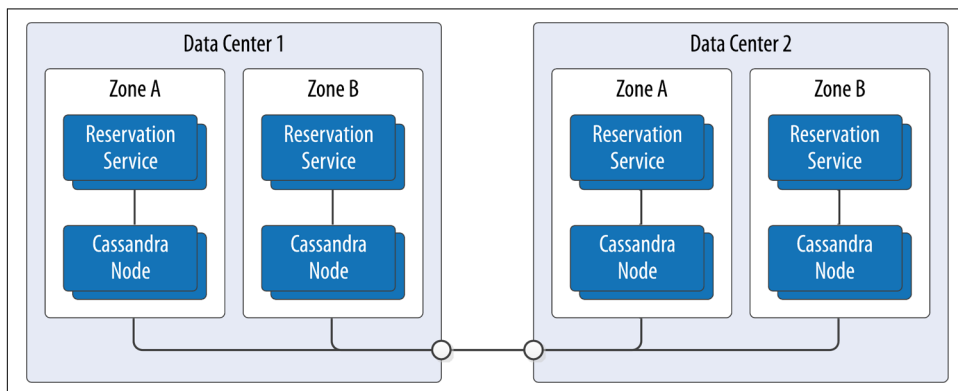 Data Center 1
Zone A
Reservation
Service
Cassandra
Node
Zone B
Reservation
Service
Cassandra
Node
Data Center 2
Zone A
Reservation
Service
Cassandra
Node
Zone B
Reservation
Service
Cassandra
Node